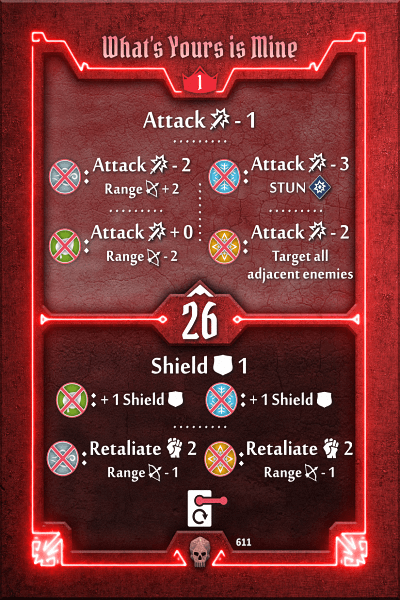 What's Yours is Mine
1
Attack - 1
: Attack - 2
Range + 2
: Attack - 3
STUN
: Attack + 0
Range - 2
: Attack - 2
Target all
adjacent enemies
26
Shield 1
: + 1 Shield
: + 1 Shield
: Retaliate 2
Range - 1
: Retaliate 2
Range - 1
611